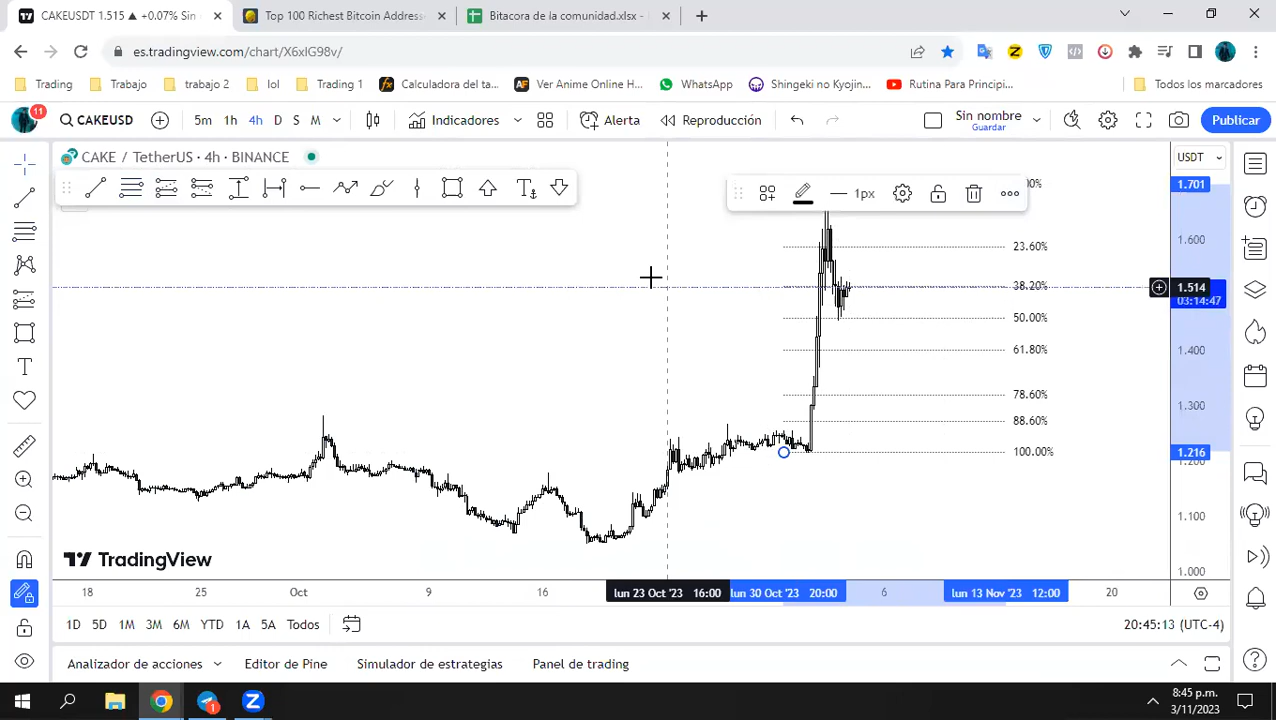 CAKEUSDT 1.515 ▲ +0.07% Sin n
Top 100 Richest Bitcoin Address
Bitacora de la comunidad.xlsx -
es.tradingview.com/chart/X6xIG98v/
Trading
Trabajo
trabajo 2
lol
Trading 1
Calculadora del ta...
Ver Anime Online H...
WhatsApp
Shingeki no Kyojin...
Rutina Para Principi...
Todos los marcadores
11
CAKEUSD
5m
1h
4h
D
S
M
Indicadores
Alerta
Reproducción
Sin nombre
Guardar
Publicar
CAKE / TetherUS · 4h · BINANCE
USDT
1px
1.701
23.60%
1.600
38.20%
1.514
03:14:47
50.00%
61.80%
1.400
78.60%
1.300
88.60%
100.00%
1.216
1.200
1.100
1.000
TradingView
18
25
Oct
9
16
lun 23 Oct '23 16:00
lun 30 Oct '23 20:00
6
lun 13 Nov '23 12:00
20
1D
5D
1M
3M
6M
YTD
1A
5A
Todos
20:45:13 (UTC-4)
Analizador de acciones
Editor de Pine
Simulador de estrategias
Panel de trading
1
8:45 p.m.
3/11/2023